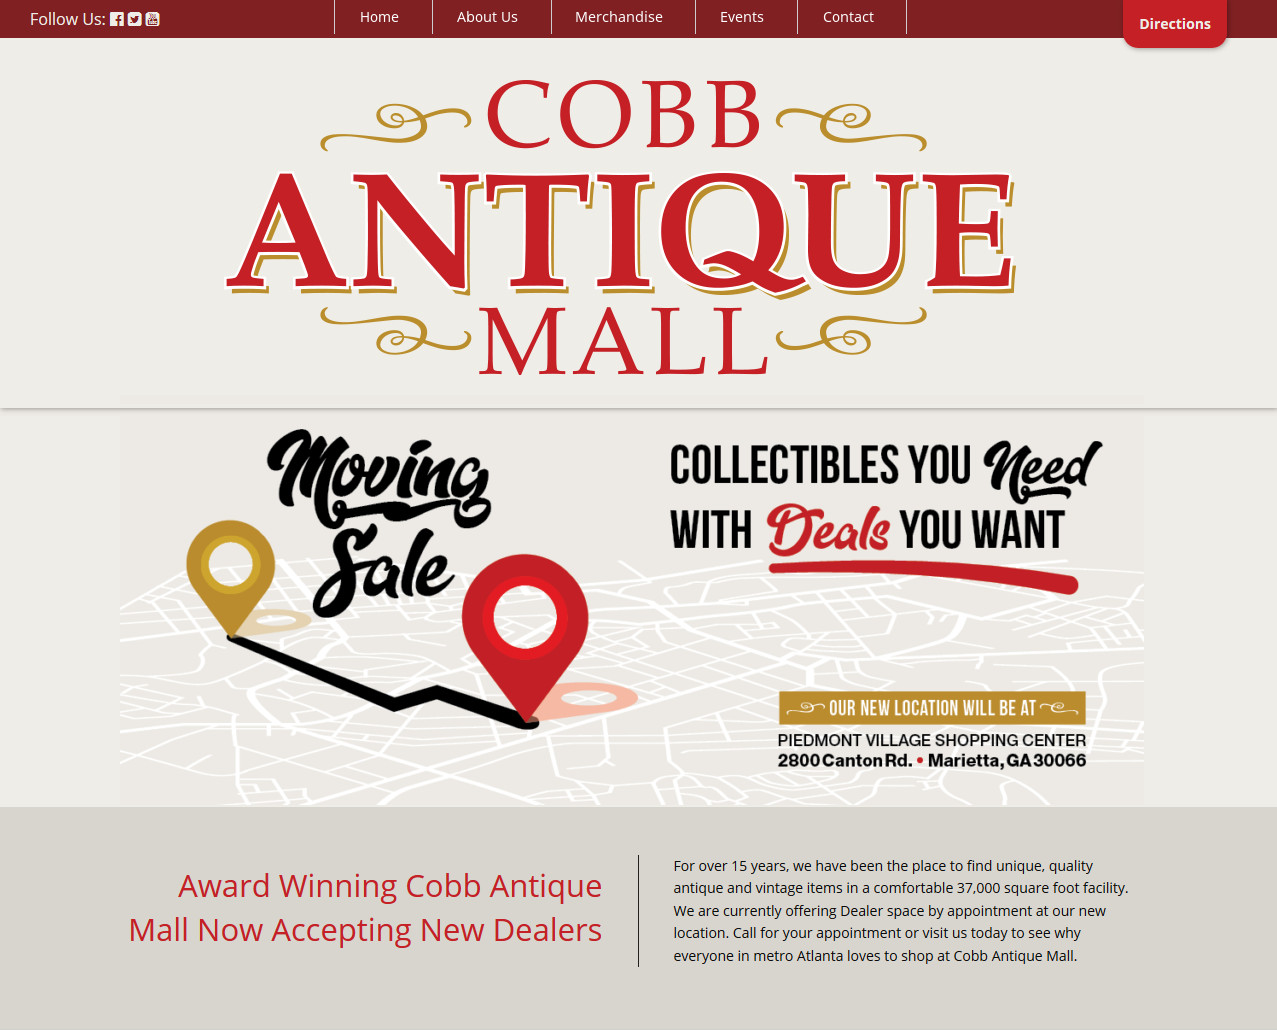 Follow Us:
Home
About Us
Merchandise
Events
Contact
Directions
COBB
ANTIQUE
MALL
Moving
Sale
COLLECTIBLES YOU Need
WITH Deals YOU WANT
OUR NEW LOCATION WILL BE AT
PIEDMONT VILLAGE SHOPPING CENTER
2800 Canton Rd. • Marietta, GA 30066
Award Winning Cobb Antique
Mall Now Accepting New Dealers
For over 15 years, we have been the place to find unique, quality
antique and vintage items in a comfortable 37,000 square foot facility.
We are currently offering Dealer space by appointment at our new
location. Call for your appointment or visit us today to see why
everyone in metro Atlanta loves to shop at Cobb Antique Mall.